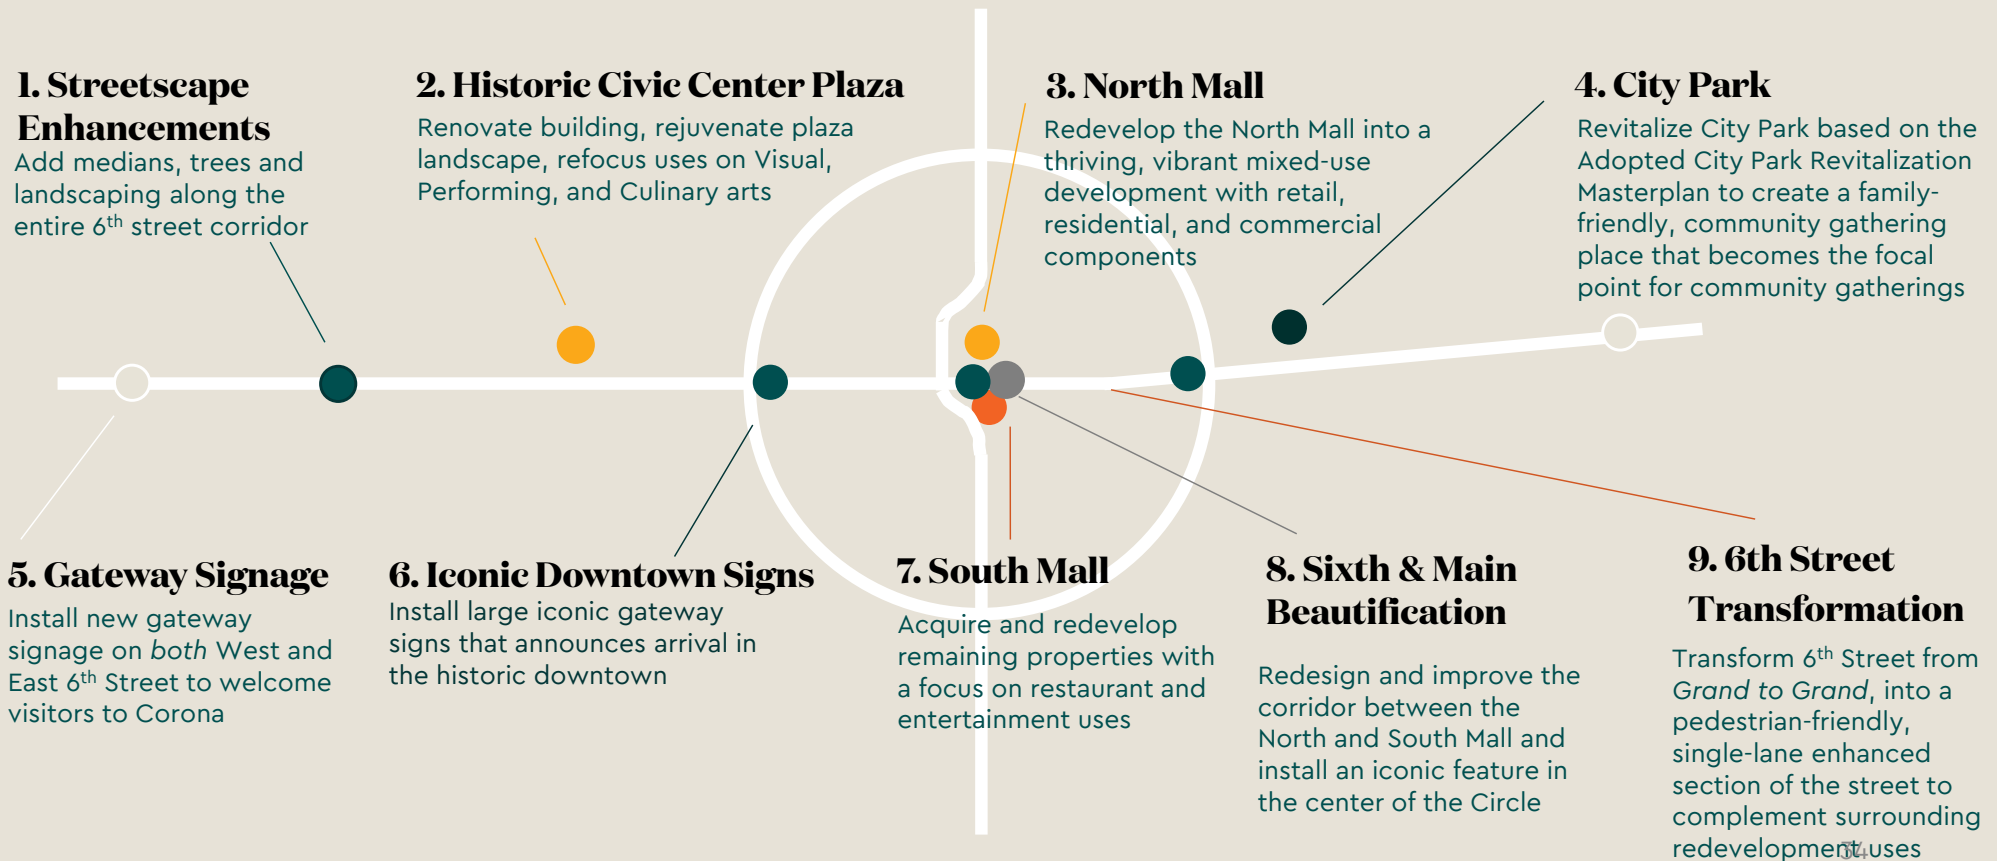 1. Streetscape
Enhancements
Add medians, trees and
landscaping along the
entire 6th street corridor
2. Historic Civic Center Plaza
Renovate building, rejuvenate plaza
landscape, refocus uses on Visual,
Performing, and Culinary arts
3. North Mall
Redevelop the North Mall into a
thriving, vibrant mixed-use
development with retail,
residential, and commercial
components
4. City Park
Revitalize City Park based on the
Adopted City Park Revitalization
Masterplan to create a family-
friendly, community gathering
place that becomes the focal
point for community gatherings
5. Gateway Signage
Install new gateway
signage on both West and
East 6th Street to welcome
visitors to Corona
6. Iconic Downtown Signs
Install large iconic gateway
signs that announces arrival in
the historic downtown
7. South Mall
Acquire and redevelop
remaining properties with
a focus on restaurant and
entertainment uses
8. Sixth & Main
Beautification
Redesign and improve the
corridor between the
North and South Mall and
install an iconic feature in
the center of the Circle
9. 6th Street
Transformation
Transform 6th Street from
Grand to Grand, into a
pedestrian-friendly,
single-lane enhanced
section of the street to
complement surrounding
redevelopment uses
34